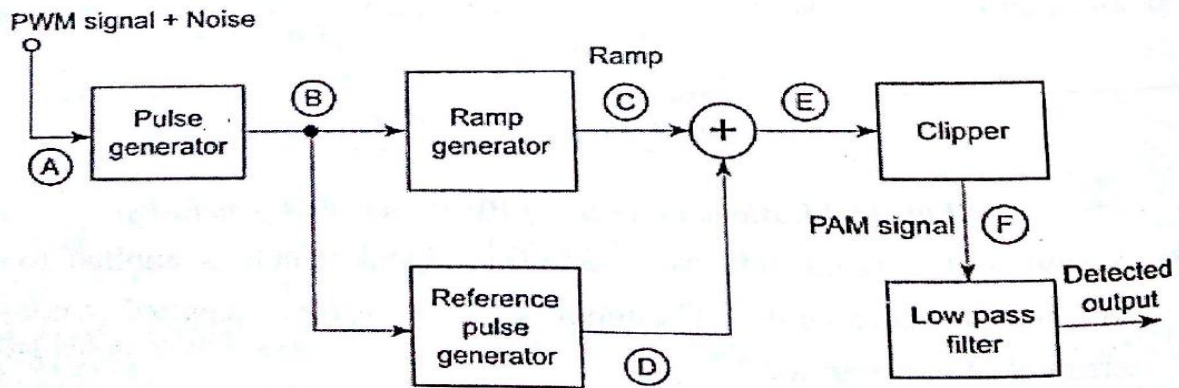 PWM signal + Noise
A
Pulse
generator
B
Ramp
generator
Ramp
C
+
E
Clipper
PAM signal
F
Reference
pulse
generator
D
Low pass
filter
Detected
output